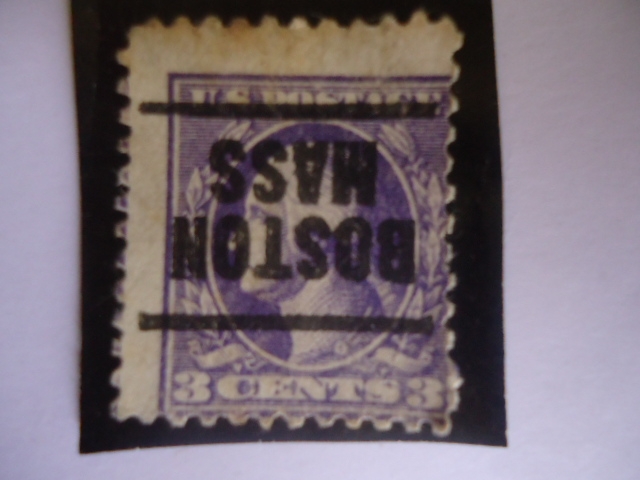 U.S. POSTAGE
BOSTON
MASS
3 CENTS 3